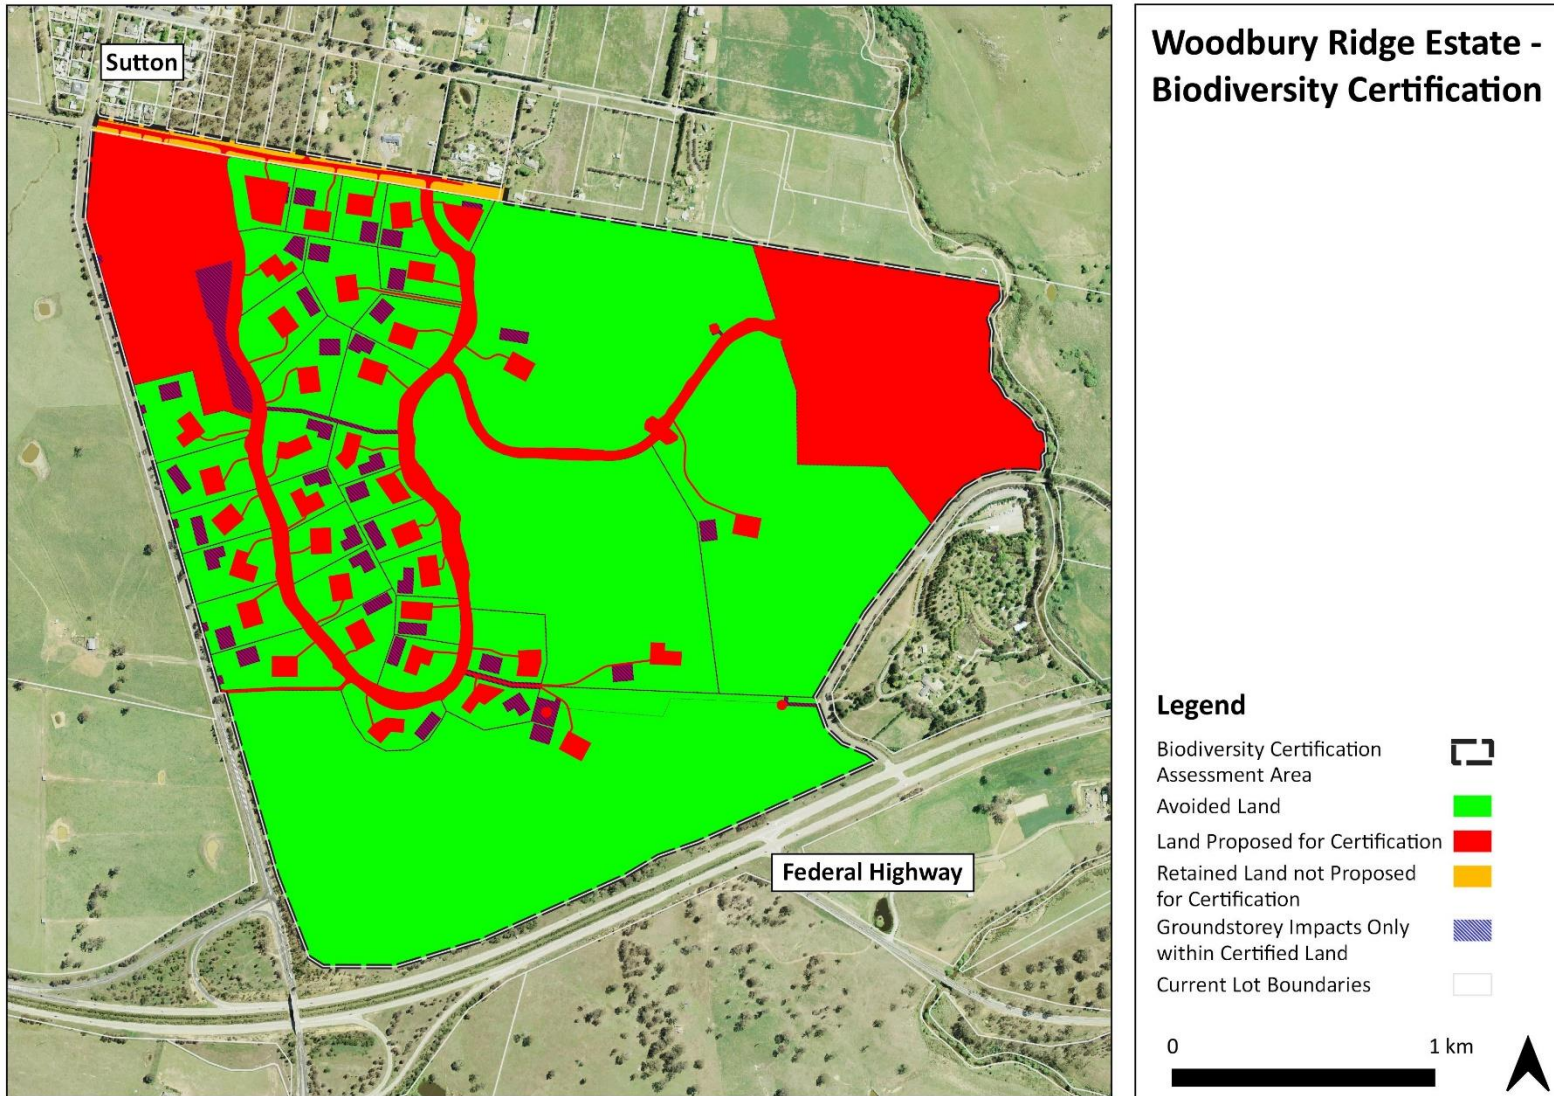 Woodbury Ridge Estate -
Biodiversity Certification
Sutton
Federal Highway
Legend
Biodiversity Certification
Assessment Area
Avoided Land
Land Proposed for Certification
Retained Land not Proposed
for Certification
Groundstorey Impacts Only
within Certified Land
Current Lot Boundaries
0 1 km